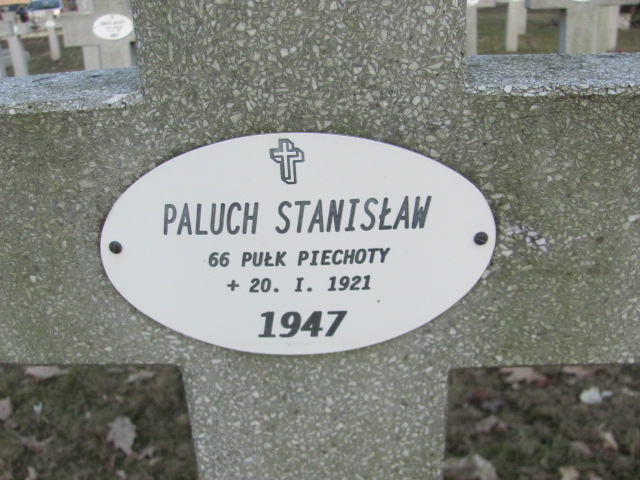 PALUCH STANISŁAW
66 PUŁK PIECHOTY
+ 20. I. 1921
1947